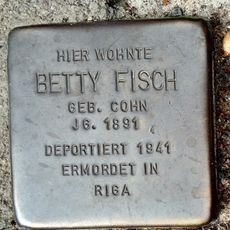 HIER WOHNTE
BETTY FISCH
GEB. COHN
JG. 1891
DEPORTIERT 1941
ERMORDET IN
RIGA